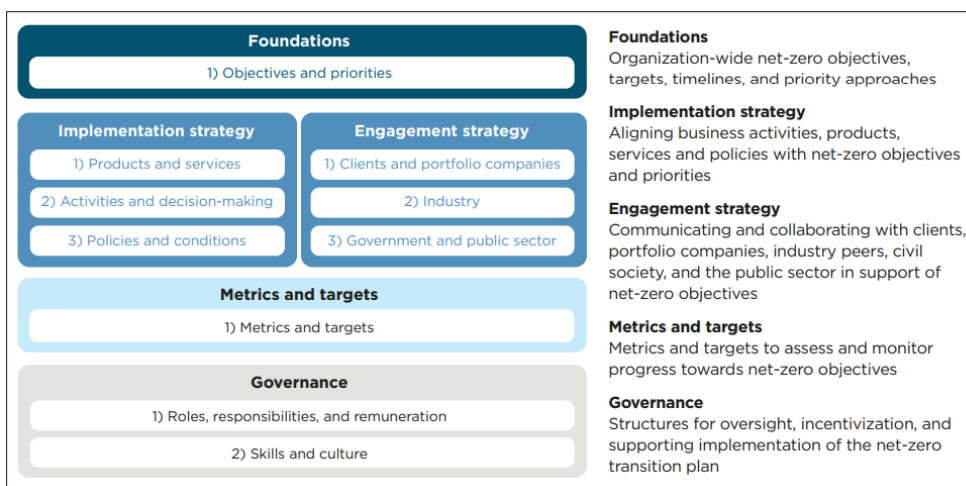 Foundations
1) Objectives and priorities
Implementation strategy
1) Products and services
2) Activities and decision-making
3) Policies and conditions
Engagement strategy
1) Clients and portfolio companies
2) Industry
3) Government and public sector
Metrics and targets
1) Metrics and targets
Governance
1) Roles, responsibilities, and remuneration
2) Skills and culture
Foundations
Organization-wide net-zero objectives,
targets, timelines, and priority approaches
Implementation strategy
Aligning business activities, products,
services and policies with net-zero objectives
and priorities
Engagement strategy
Communicating and collaborating with clients,
portfolio companies, industry peers, civil
society, and the public sector in support of
net-zero objectives
Metrics and targets
Metrics and targets to assess and monitor
progress towards net-zero objectives
Governance
Structures for oversight, incentivization, and
supporting implementation of the net-zero
transition plan